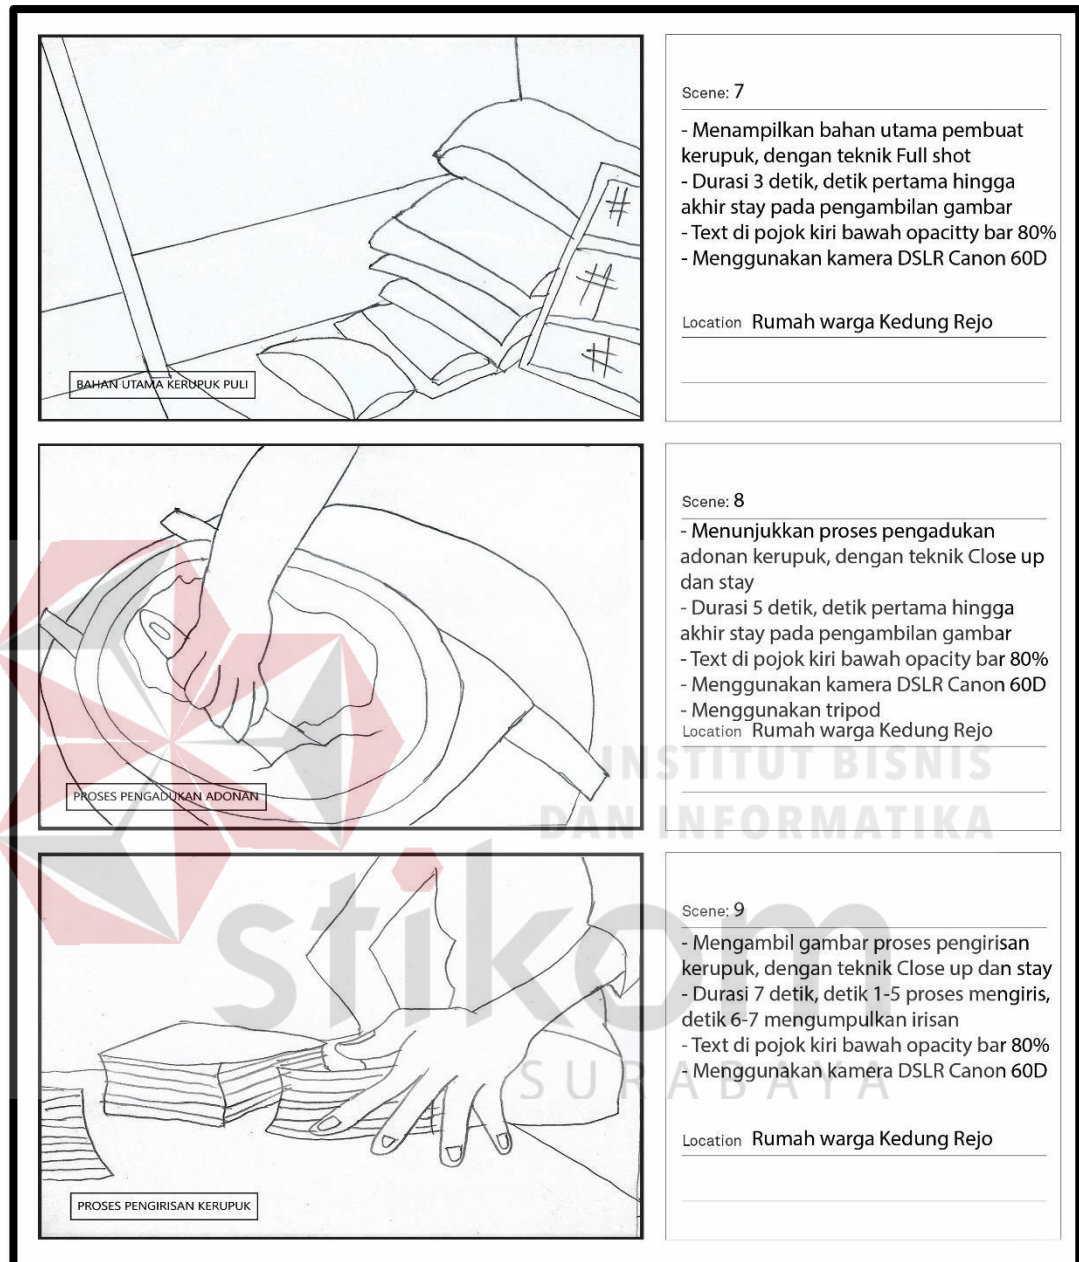 Scene: 7
- Menampilkan bahan utama pembuat
kerupuk, dengan teknik Full shot
- Durasi 3 detik, detik pertama hingga
akhir stay pada pengambilan gambar
- Text di pojok kiri bawah opacitty bar 80%
- Menggunakan kamera DSLR Canon 60D
Location Rumah warga Kedung Rejo
BAHAN UTAMA KERUPUK PULI
Scene: 8
- Menunjukkan proses pengadukan
adonan kerupuk, dengan teknik Close up
dan stay
- Durasi 5 detik, detik pertama hingga
akhir stay pada pengambilan gambar
- Text di pojok kiri bawah opacity bar 80%
- Menggunakan kamera DSLR Canon 60D
- Menggunakan tripod
Location Rumah warga Kedung Rejo
PROSES PENGADUKAN ADONAN
INSTITUT BISNIS
DAN INFORMATIKA
stikom
SURABAYA
Scene: 9
- Mengambil gambar proses pengirisan
kerupuk, dengan teknik Close up dan stay
- Durasi 7 detik, detik 1-5 proses mengiris,
detik 6-7 mengumpulkan irisan
- Text di pojok kiri bawah opacity bar 80%
- Menggunakan kamera DSLR Canon 60D
Location Rumah warga Kedung Rejo
PROSES PENGIRISAN KERUPUK